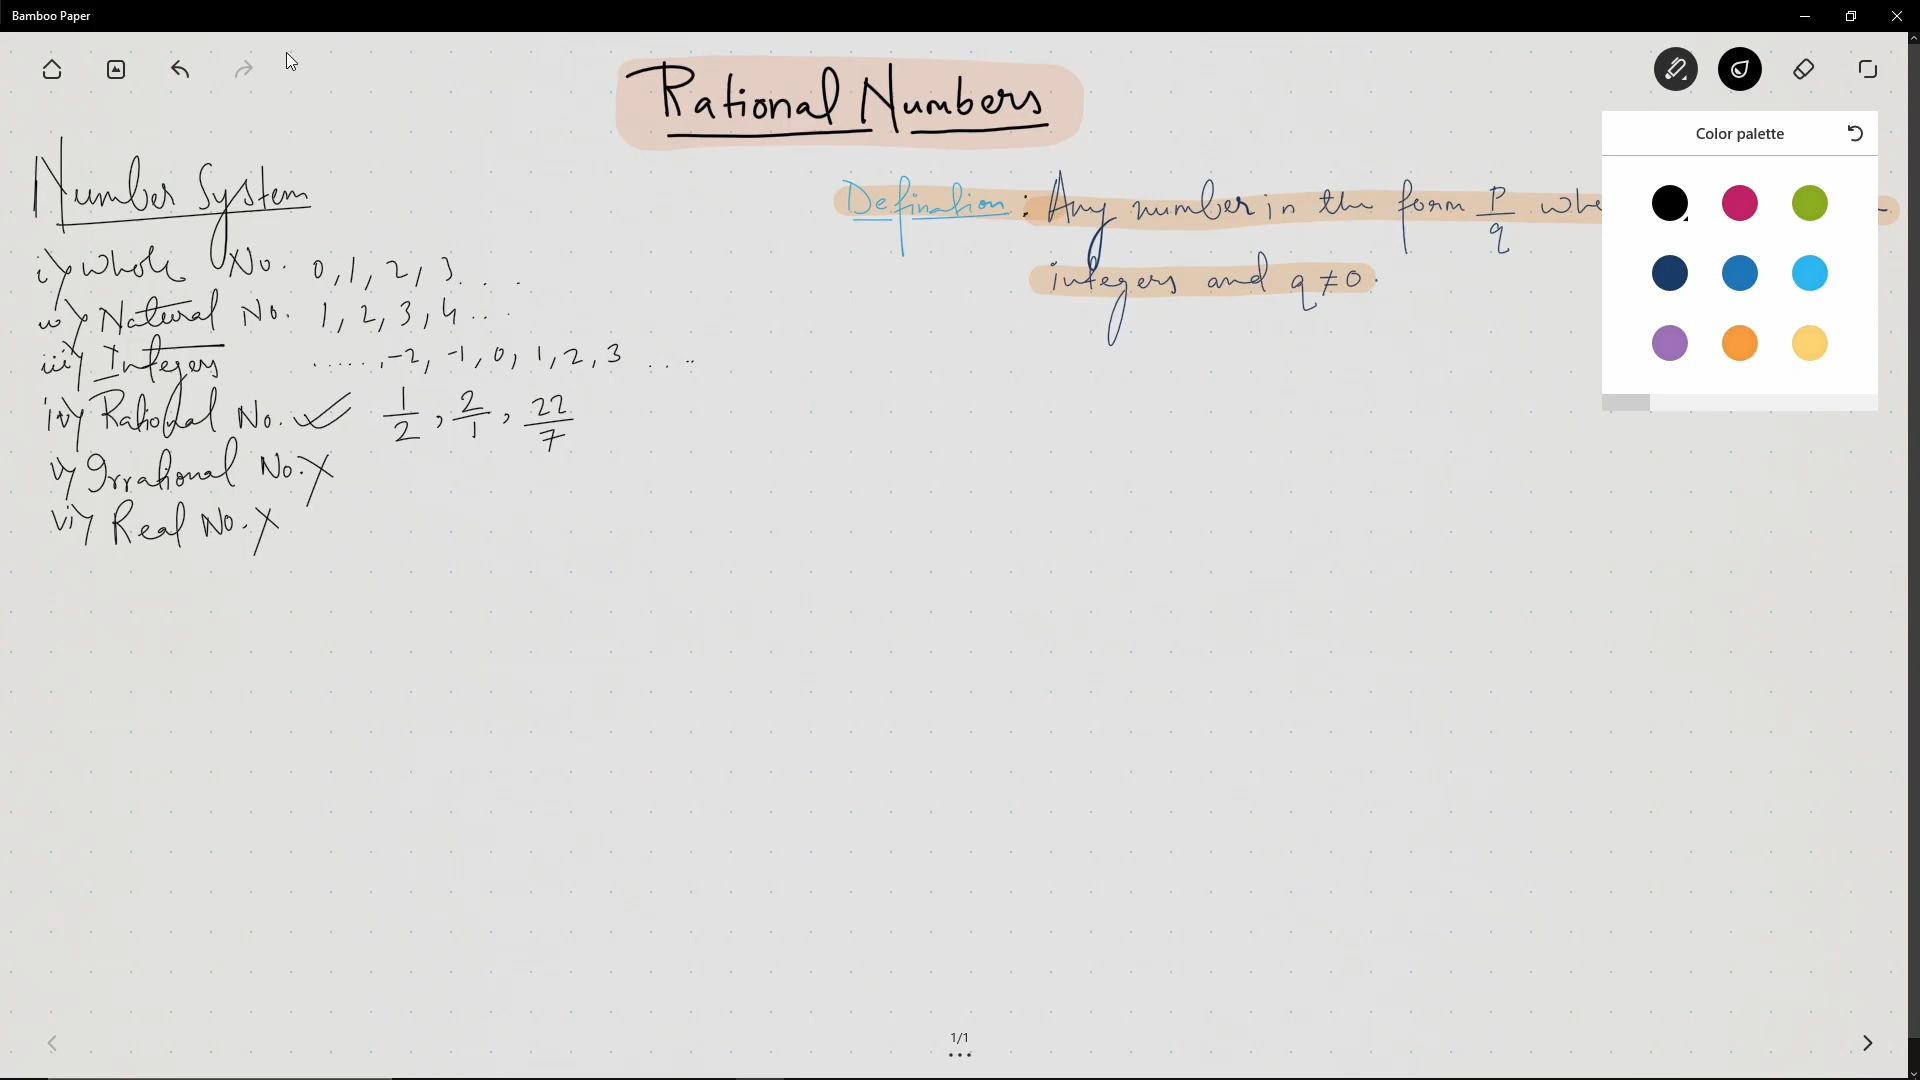 Bamboo Paper
Rational Numbers
Color palette
Number System
Defination : Any number in the form p/q whe
integers and q ≠ 0.
i) Whole No. 0, 1, 2, 3. . .
ii) Natural No. 1, 2, 3, 4 ...
iii) Integers ....., -2, -1, 0, 1, 2, 3 ....
iv) Rational No. ✓ 1/2, 2/1, 22/7
v) Irrational No. X
vi) Real No. X
1/1